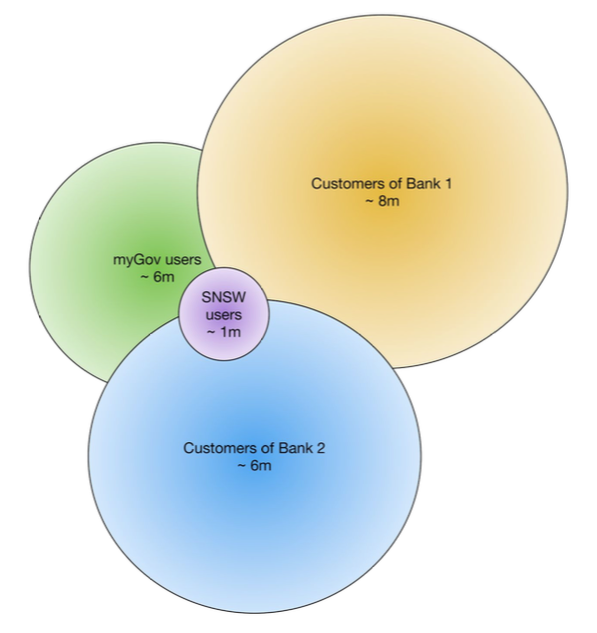 Customers of Bank 1
~ 8m
myGov users
~ 6m
SNSW
users
~ 1m
Customers of Bank 2
~ 6m